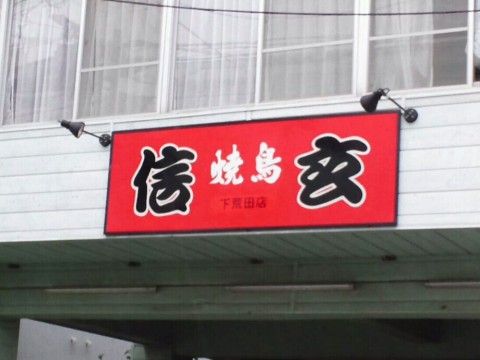 信 焼鳥 玄
下荒田店